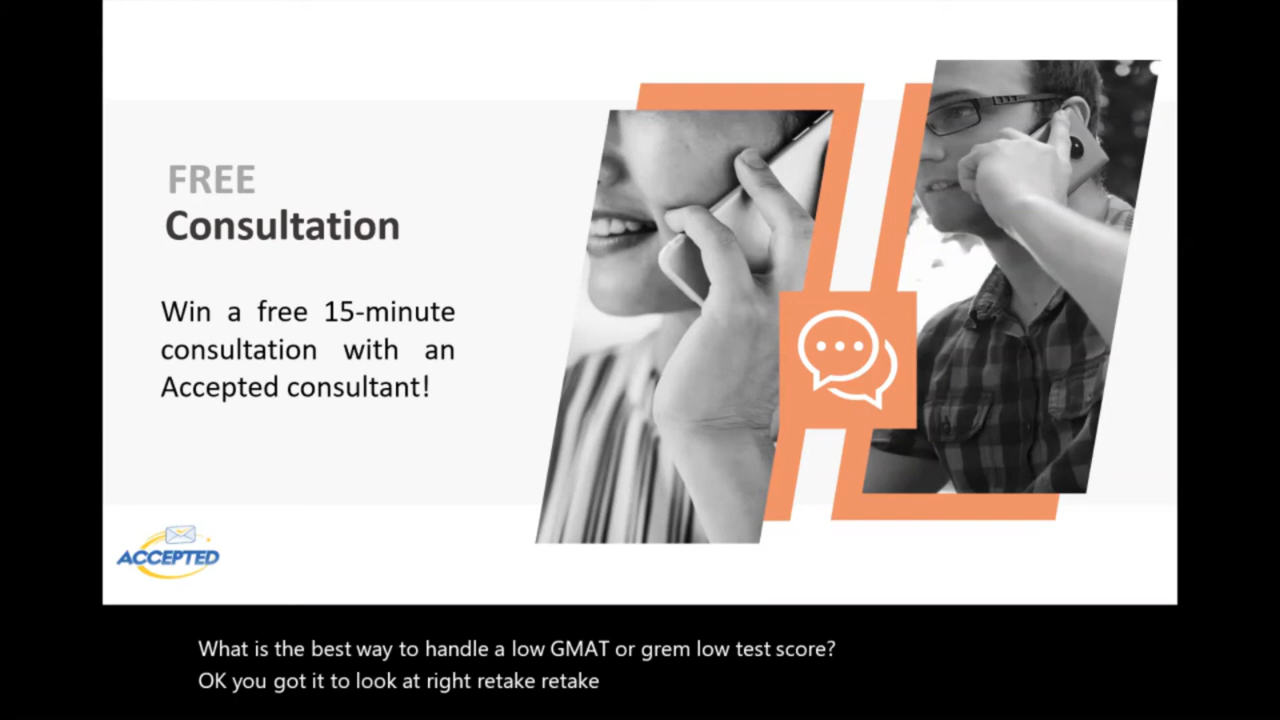 FREE
Consultation
Win a free 15-minute
consultation with an
Accepted consultant!
ACCEPTED
What is the best way to handle a low GMAT or grem low test score?
OK you got it to look at right retake retake